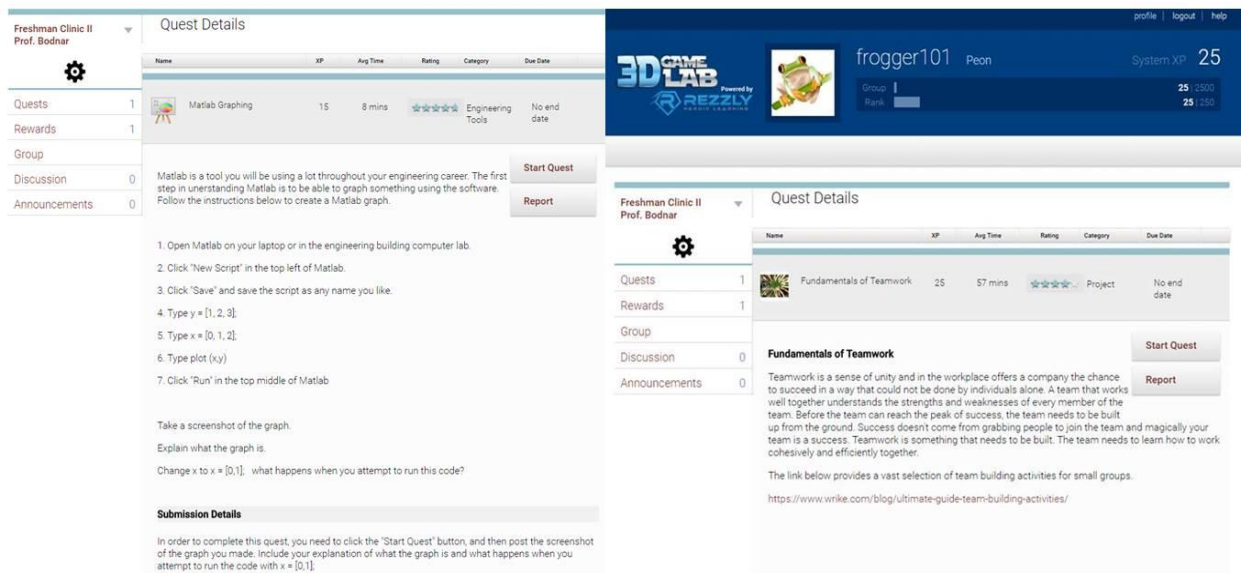 Freshman Clinic II
Prof. Bodnar
Quests 1
Rewards 1
Group
Discussion 0
Announcements 0
Quest Details
Name XP Avg Time Rating Category Due Date
Matlab Graphing 15 8 mins Engineering Tools No end date
Start Quest
Report
Matlab is a tool you will be using a lot throughout your engineering career. The first
step in unerstanding Matlab is to be able to graph something using the software.
Follow the instructions below to create a Matlab graph.
1. Open Matlab on your laptop or in the engineering building computer lab.
2. Click "New Script" in the top left of Matlab.
3. Click "Save" and save the script as any name you like.
4. Type y = [1, 2, 3];
5. Type x = [0, 1, 2];
6. Type plot (x,y)
7. Click "Run" in the top middle of Matlab
Take a screenshot of the graph.
Explain what the graph is.
Change x to x = [0,1]; what happens when you attempt to run this code?
Submission Details
In order to complete this quest, you need to click the "Start Quest" button, and then post the screenshot
of the graph you made. Include your explanation of what the graph is and what happens when you
attempt to run the code with x = [0,1];
profile | logout | help
3D GAME LAB
Powered by
REZZLY
frogger101 Peon
System XP 25
Group 25 | 2500
Rank 25 | 250
Freshman Clinic II
Prof. Bodnar
Quests 1
Rewards 1
Group
Discussion 0
Announcements 0
Quest Details
Name XP Avg Time Rating Category Due Date
Fundamentals of Teamwork 25 57 mins Project No end date
Start Quest
Report
Fundamentals of Teamwork
Teamwork is a sense of unity and in the workplace offers a company the chance
to succeed in a way that could not be done by individuals alone. A team that works
well together understands the strengths and weaknesses of every member of the
team. Before the team can reach the peak of success, the team needs to be built
up from the ground. Success doesn't come from grabbing people to join the team and magically your
team is a success. Teamwork is something that needs to be built. The team needs to learn how to work
cohesively and efficiently together.
The link below provides a vast selection of team building activities for small groups.
https://www.wrike.com/blog/ultimate-guide-team-building-activities/